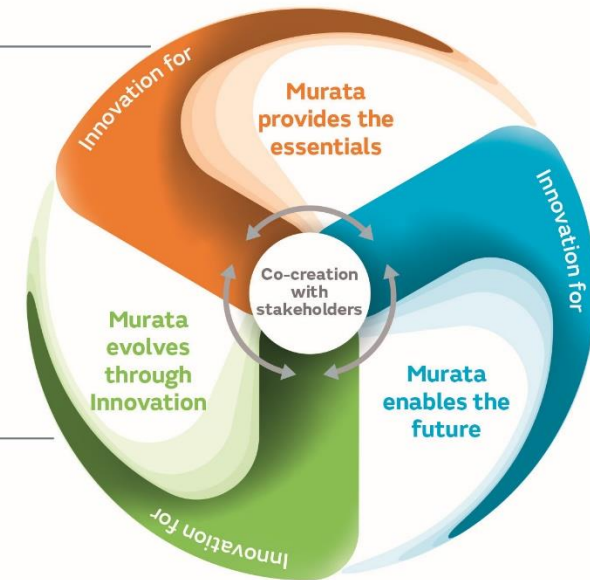 Innovation for
Murata
provides the
essentials
Innovation for
Co-creation
with
stakeholders
Murata
evolves
through
Innovation
Murata
enables the
future
Innovation for